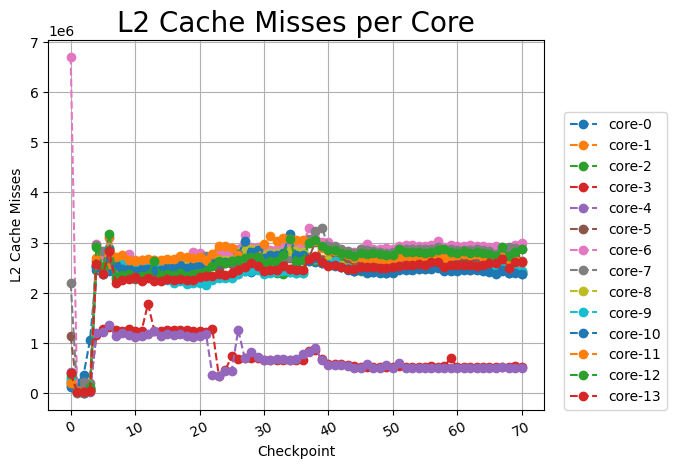 L2 Cache Misses per Core
1e6
7
6
5
4
3
2
1
0
L2 Cache Misses
0
10
20
30
40
50
60
70
Checkpoint
core-0
core-1
core-2
core-3
core-4
core-5
core-6
core-7
core-8
core-9
core-10
core-11
core-12
core-13